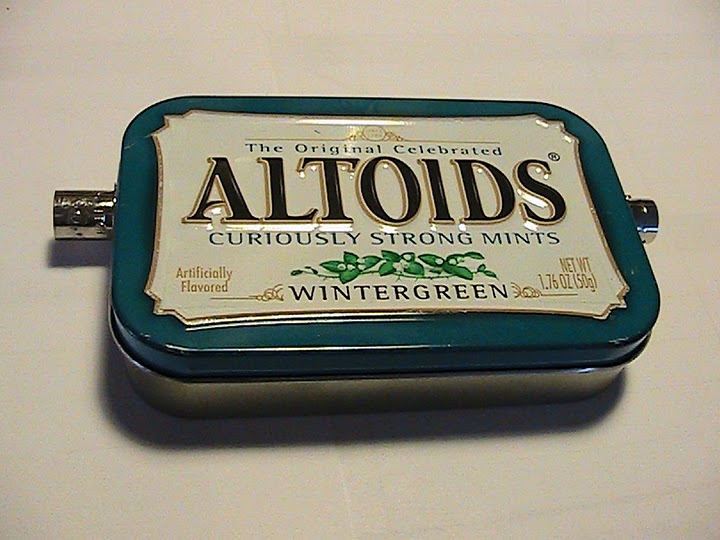 The Original Celebrated
ALTOIDS®
CURIOUSLY STRONG MINTS
Artificially
Flavored
NET WT
1.76 OZ (50g)
WINTERGREEN